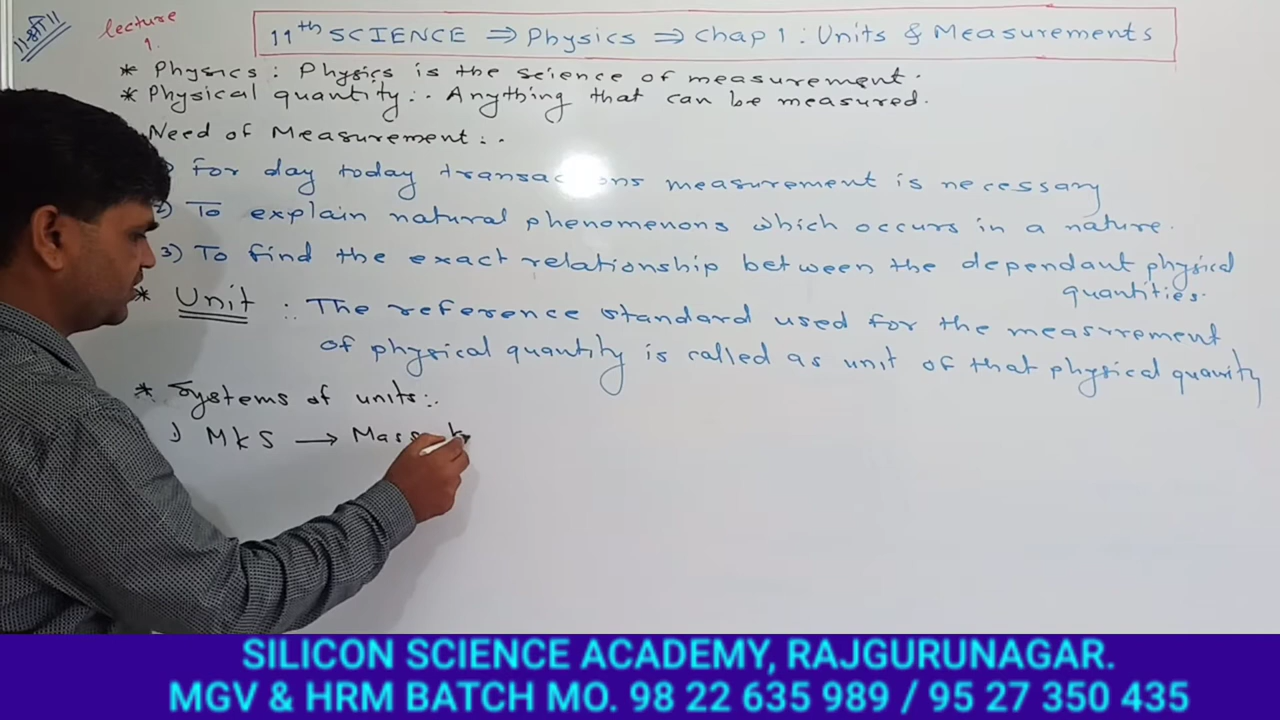 ॥श्री॥
lecture
1.
11th SCIENCE ⇒ Physics ⇒ Chap 1 : Units & Measurements
* Physics : Physics is the science of measurement.
* Physical quantity :- Anything that can be measured.
Need of Measurement :-
For day today transactions measurement is necessary
2) To explain natural phenomenons which occurs in a nature.
3) To find the exact relationship between the dependant physical
quantities.
* Unit :- The reference standard used for the measurement
of physical quantity is called as unit of that physical quantity
* Systems of units :-
1) MKS → Mass
SILICON SCIENCE ACADEMY, RAJGURUNAGAR.
MGV & HRM BATCH MO. 98 22 635 989 / 95 27 350 435